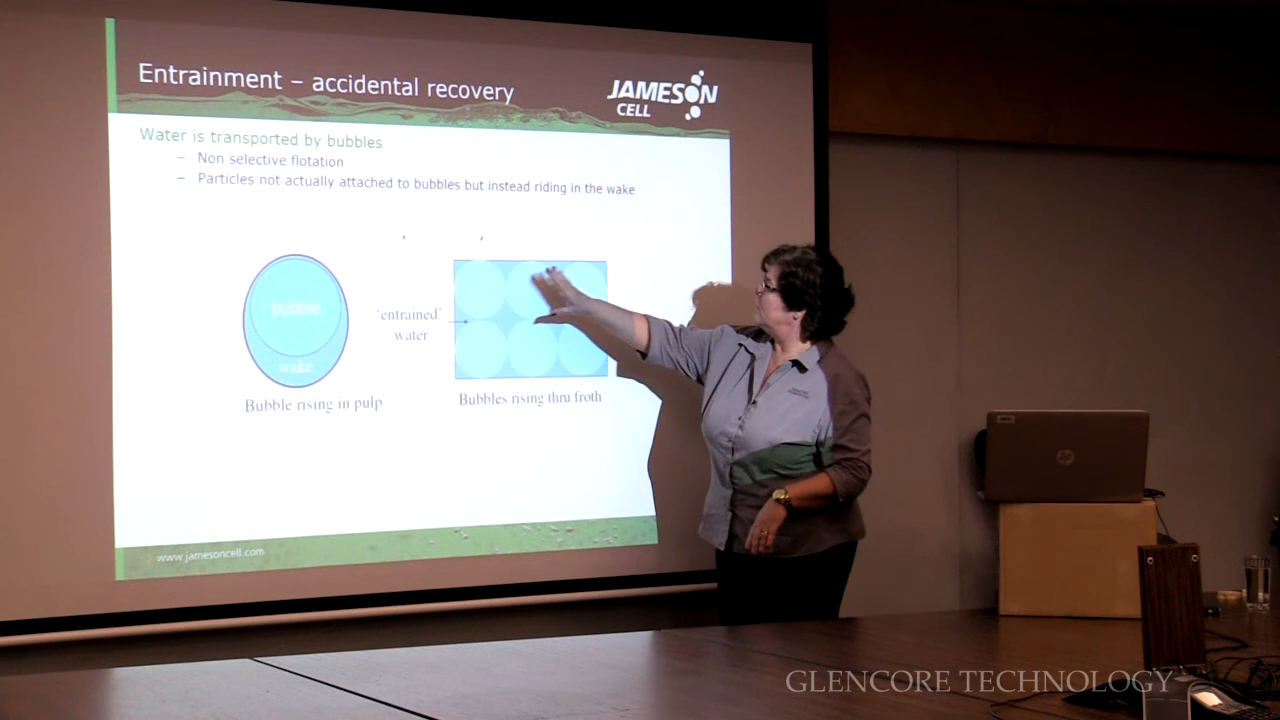 Entrainment – accidental recovery
JAMESON
CELL
Water is transported by bubbles
– Non selective flotation
– Particles not actually attached to bubbles but instead riding in the wake
bubble
wake
'entrained'
water
Bubble rising in pulp
Bubbles rising thru froth
www.jamesoncell.com
hp
GLENCORE TECHNOLOGY